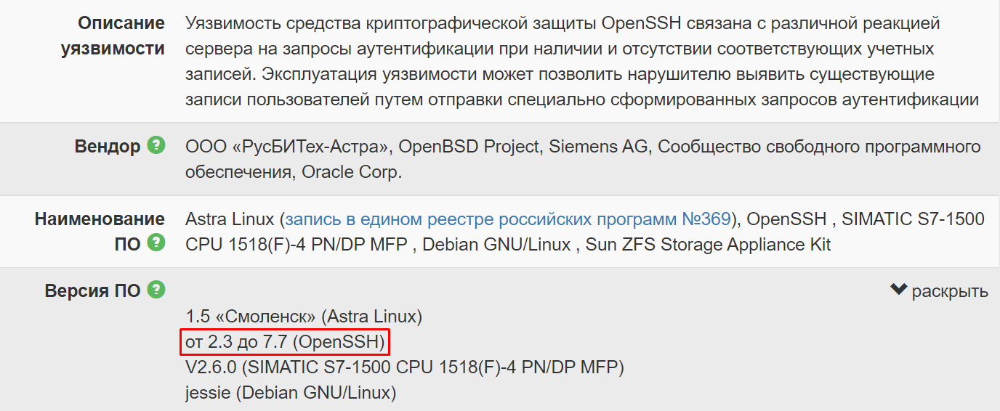 Описание уязвимости
Уязвимость средства криптографической защиты OpenSSH связана с различной реакцией
сервера на запросы аутентификации при наличии и отсутствии соответствующих учетных
записей. Эксплуатация уязвимости может позволить нарушителю выявить существующие
записи пользователей путем отправки специально сформированных запросов аутентификации
Вендор ?
ООО «РусБИТех-Астра», OpenBSD Project, Siemens AG, Сообщество свободного программного
обеспечения, Oracle Corp.
Наименование ПО ?
Astra Linux (запись в едином реестре российских программ №369), OpenSSH , SIMATIC S7-1500
CPU 1518(F)-4 PN/DP MFP , Debian GNU/Linux , Sun ZFS Storage Appliance Kit
Версия ПО ?
раскрыть
1.5 «Смоленск» (Astra Linux)
от 2.3 до 7.7 (OpenSSH)
V2.6.0 (SIMATIC S7-1500 CPU 1518(F)-4 PN/DP MFP)
jessie (Debian GNU/Linux)